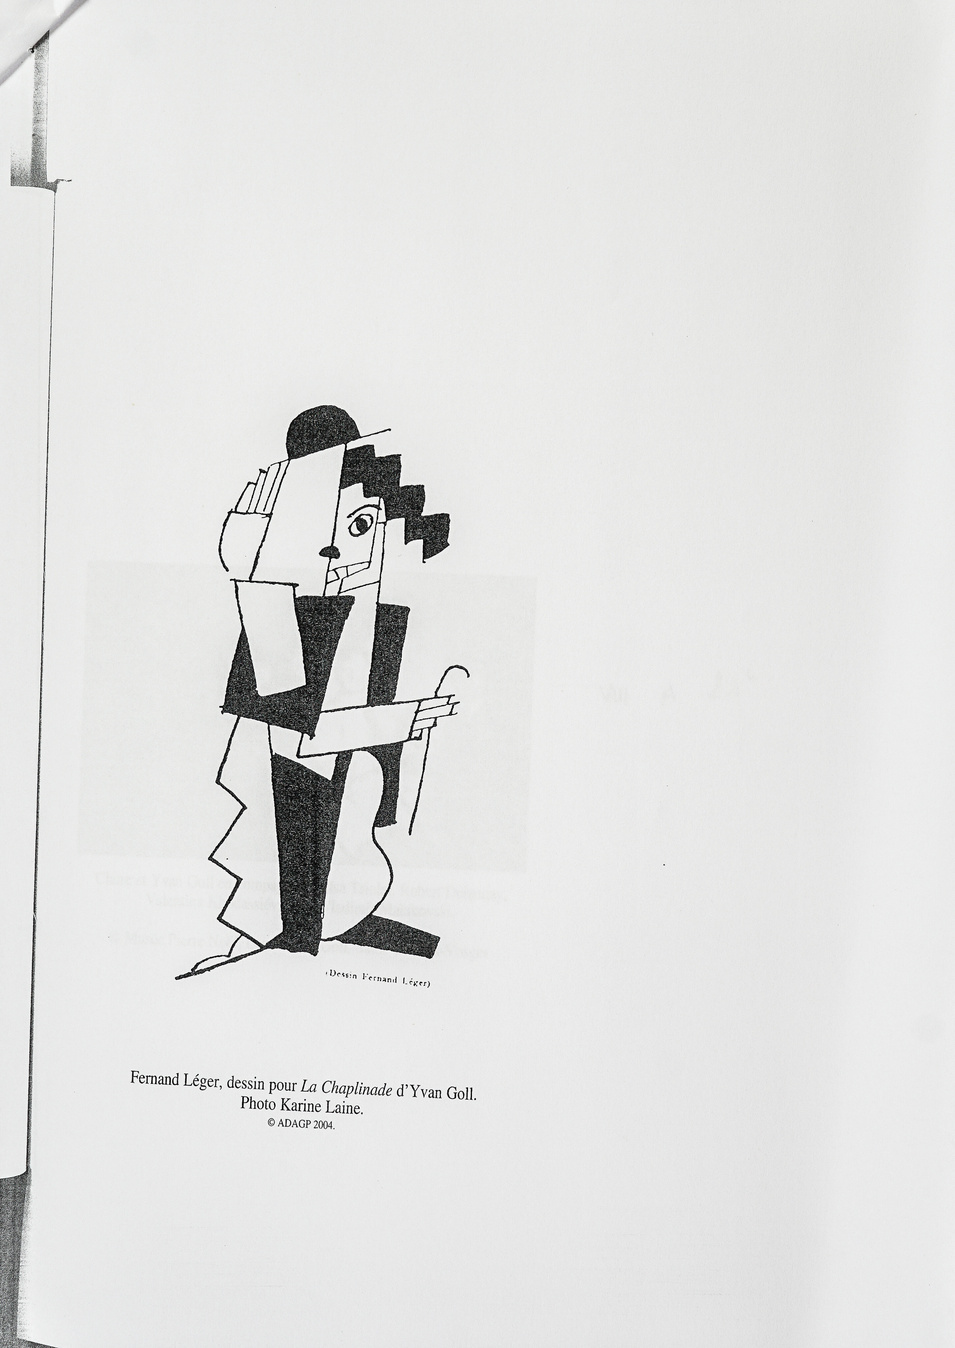 (Dessin Fernand Léger)
Fernand Léger, dessin pour La Chaplinade d'Yvan Goll.
Photo Karine Laine.
© ADAGP 2004.